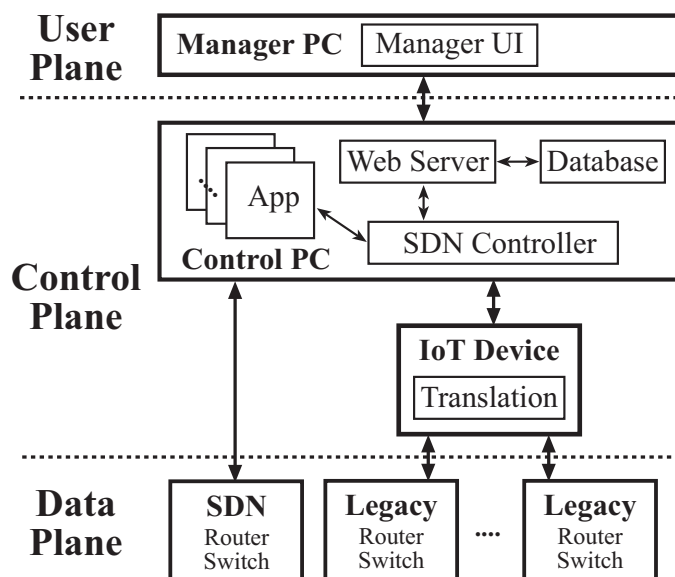 User
Plane
Manager PC
Manager UI
Control
Plane
Web Server
Database
App
SDN Controller
Control PC
IoT Device
Translation
Data
Plane
SDN
Router
Switch
Legacy
Router
Switch
....
Legacy
Router
Switch